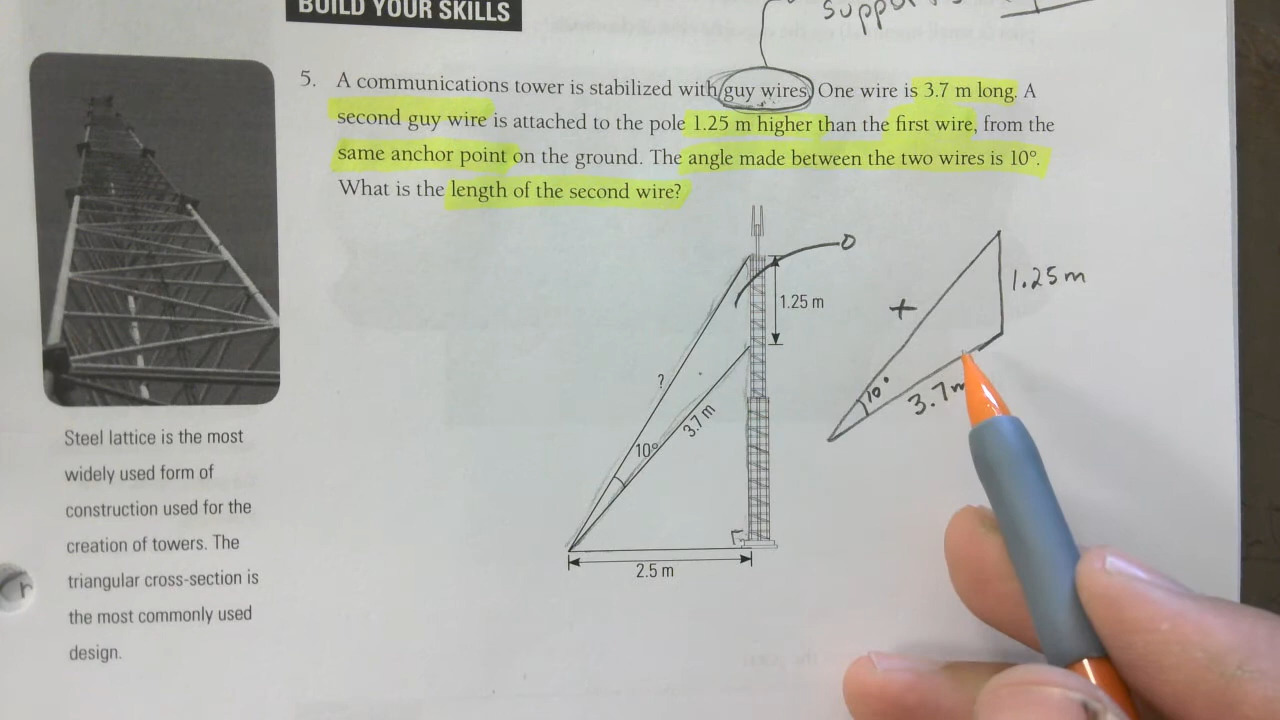 BUILD YOUR SKILLS
5. A communications tower is stabilized with guy wires. One wire is 3.7 m long. A
second guy wire is attached to the pole 1.25 m higher than the first wire, from the
same anchor point on the ground. The angle made between the two wires is 10°.
What is the length of the second wire?
1.25 m
?
10°
3.7 m
2.5 m
1.25m
x
10°
3.7m
Steel lattice is the most
widely used form of
construction used for the
creation of towers. The
triangular cross-section is
the most commonly used
design.